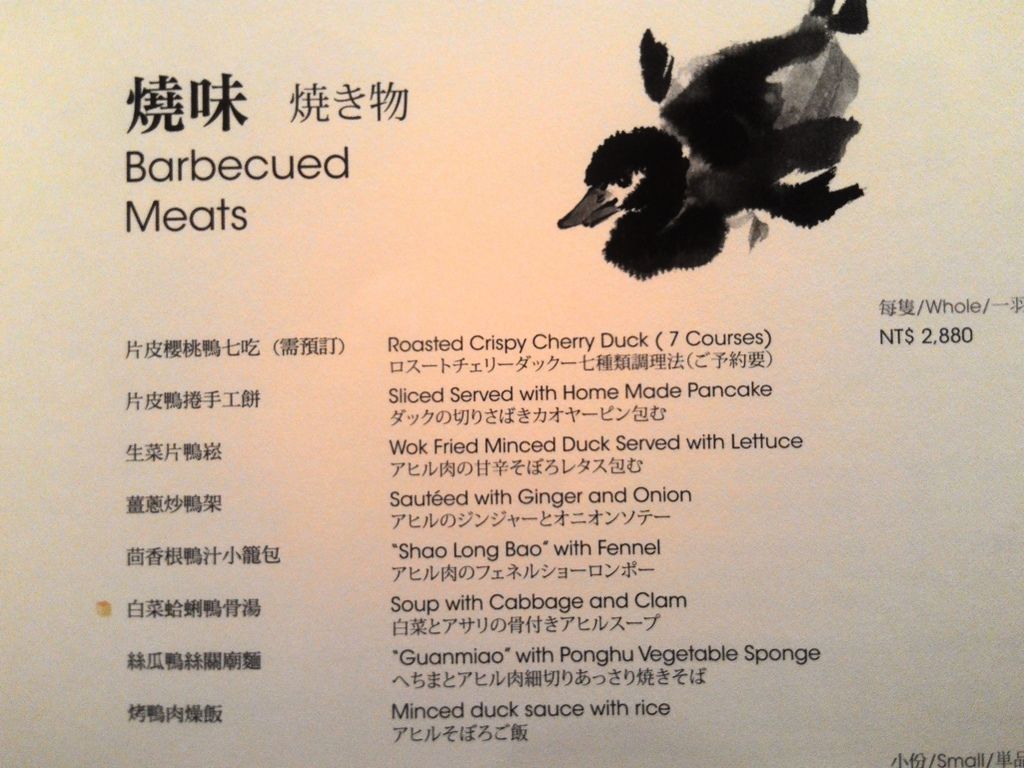 燒味 焼き物
Barbecued
Meats
每隻/Whole/一羽
NT$ 2,880
片皮櫻桃鴨七吃（需預訂） Roasted Crispy Cherry Duck ( 7 Courses)
ロースートチェリーダックー七種類調理法(ご予約要)
片皮鴨捲手工餅 Sliced Served with Home Made Pancake
ダックの切りさばきカオヤーピン包む
生菜片鴨崧 Wok Fried Minced Duck Served with Lettuce
アヒル肉の甘辛そぼろレタス包む
薑蔥炒鴨架 Sautéed with Ginger and Onion
アヒルのジンジャーとオニオンソテー
茴香根鴨汁小籠包 "Shao Long Bao" with Fennel
アヒル肉のフェネルショーロンポー
白菜蛤蜊鴨骨湯 Soup with Cabbage and Clam
白菜とアサリの骨付きアヒルスープ
絲瓜鴨絲關廟麵 "Guanmiao" with Ponghu Vegetable Sponge
へちまとアヒル肉細切りあっさり焼きそば
烤鴨肉燥飯 Minced duck sauce with rice
アヒルそぼろご飯
小份/Small/單品